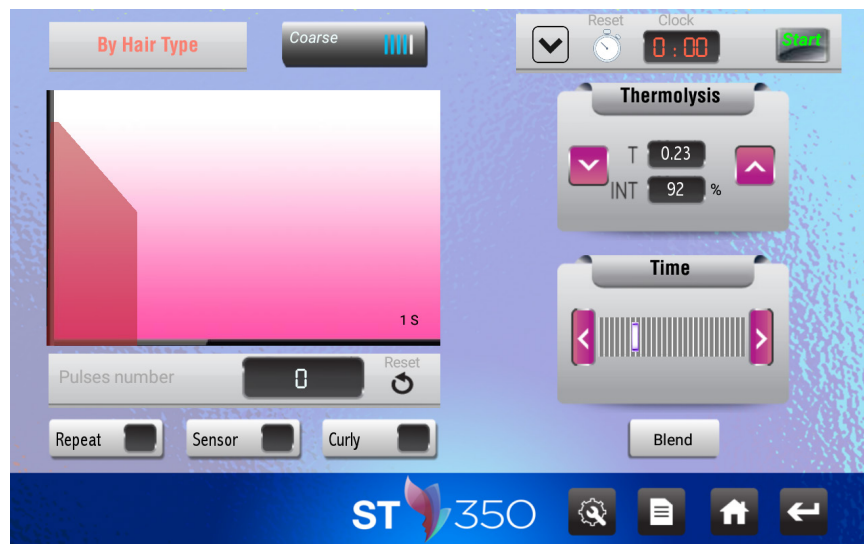 By Hair Type
Coarse
Reset
Clock
0:00
Start
Thermolysis
T 0.23
INT 92 %
1 S
Time
Pulses number
0
Reset
Repeat
Sensor
Curly
Blend
ST 350